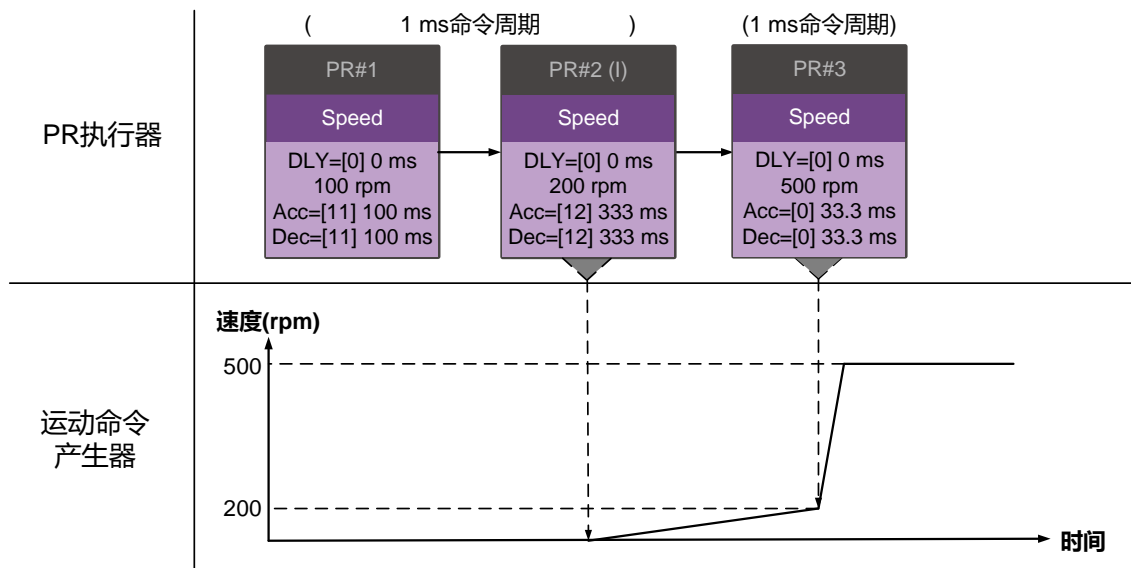 ( 1 ms命令周期 )
(1 ms命令周期)
PR执行器
PR#1
Speed
DLY=[0] 0 ms
100 rpm
Acc=[11] 100 ms
Dec=[11] 100 ms
PR#2 (I)
Speed
DLY=[0] 0 ms
200 rpm
Acc=[12] 333 ms
Dec=[12] 333 ms
PR#3
Speed
DLY=[0] 0 ms
500 rpm
Acc=[0] 33.3 ms
Dec=[0] 33.3 ms
运动命令
产生器
速度(rpm)
500
200
时间